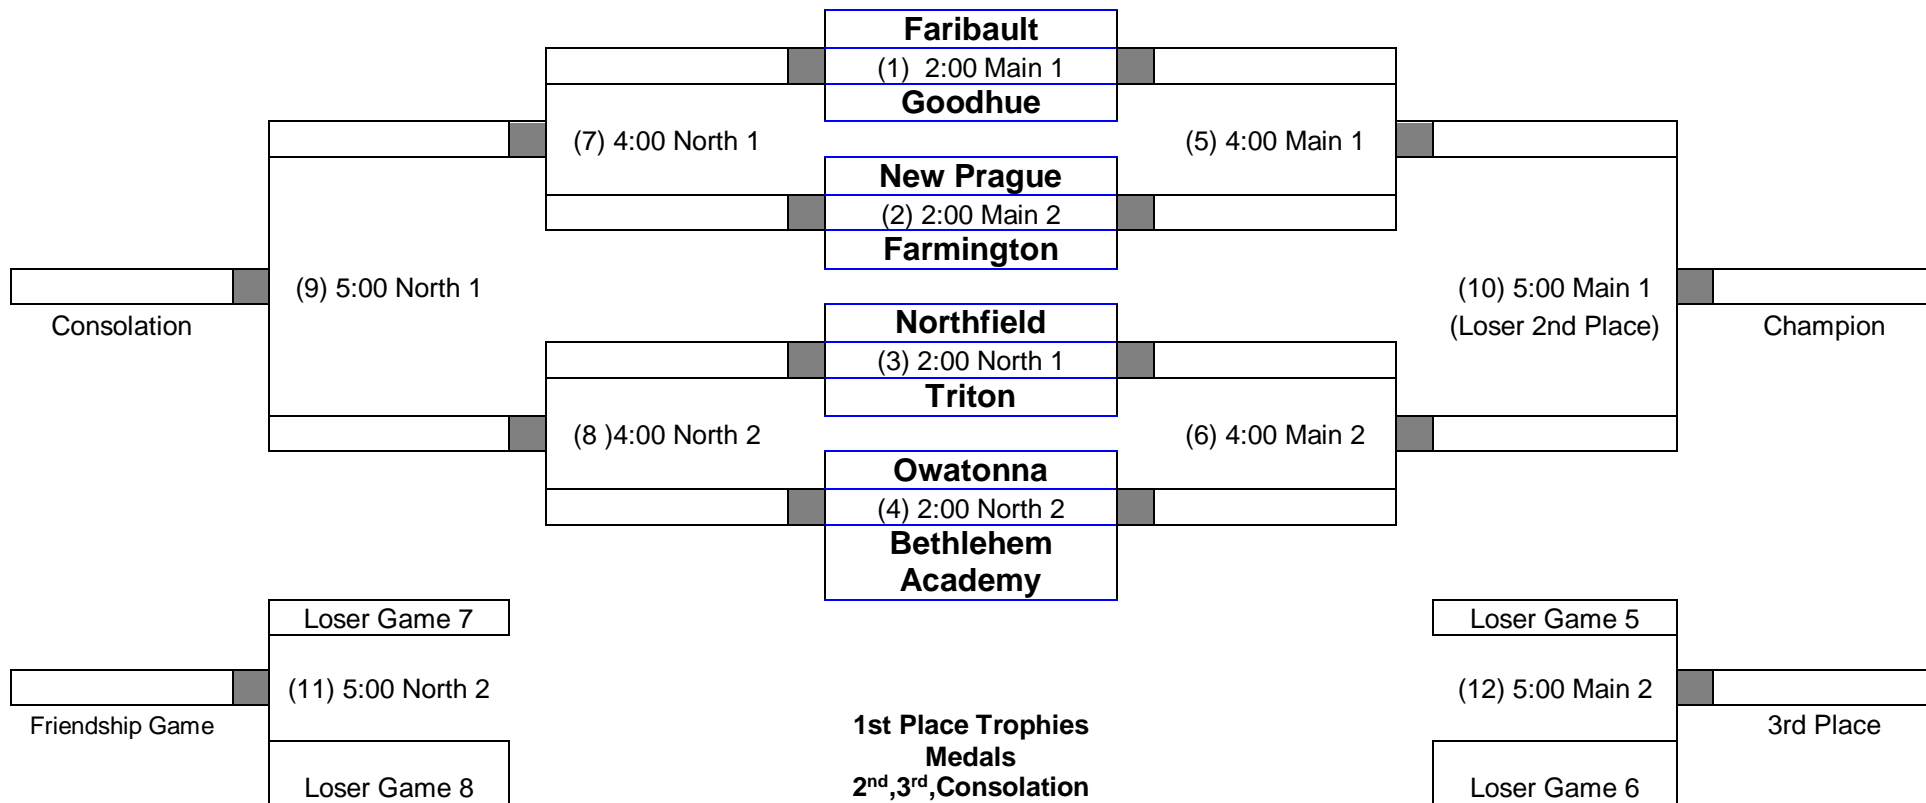 Faribault
(1)  2:00 Main 1
Goodhue
(7) 4:00 North 1
(5) 4:00 Main 1
New Prague
(2) 2:00 Main 2
Farmington
(9) 5:00 North 1
(10) 5:00 Main 1
Consolation
Northfield
(Loser 2nd Place)
Champion
(3) 2:00 North 1
Triton
(8 )4:00 North 2
(6) 4:00 Main 2
Owatonna
(4) 2:00 North 2
Bethlehem
Academy
Loser Game 7
Loser Game 5
(11) 5:00 North 2
(12) 5:00 Main 2
Friendship Game
1st Place Trophies
3rd Place
Medals
Loser Game 8
2nd,3rd,Consolation
Loser Game 6